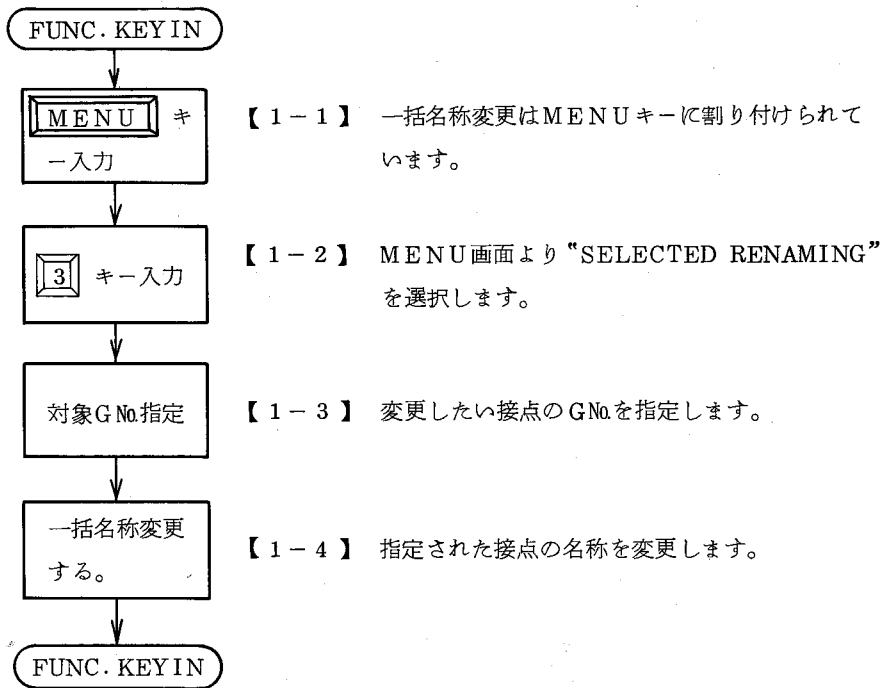 FUNC. KEYIN
MENU キ
ー入力
【1－1】 一括名称変更はMENUキーに割り付けられて
います。
3 キー入力
【1－2】 MENU画面より“SELECTED RENAMING”
を選択します。
対象G№指定
【1－3】 変更したい接点のG№を指定します。
一括名称変更
する。
【1－4】 指定された接点の名称を変更します。
FUNC. KEYIN